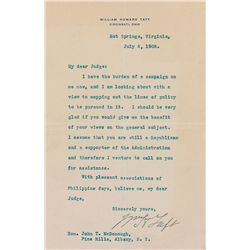 WILLIAM HOWARD TAFT
CINCINNATI, OHIO
Hot Springs, Virginia,
July 4, 1908.
My dear Judge:
I have the burden of a campaign on
me now, and I am looking about with a
view to mapping out the lines of policy
to be pursued in it. I should be very
glad if you would give me the benefit
of your views on the general subject.
I assume that you are still a Republican
and a supporter of the Administration
and therefore I venture to call on you
for assistance.
With pleasant associations of
Philippine days, believe me, my dear
Judge,
Sincerely yours,
Wm H Taft
Hon. John T. McDonough,
Pine Hills, Albany, N. Y.